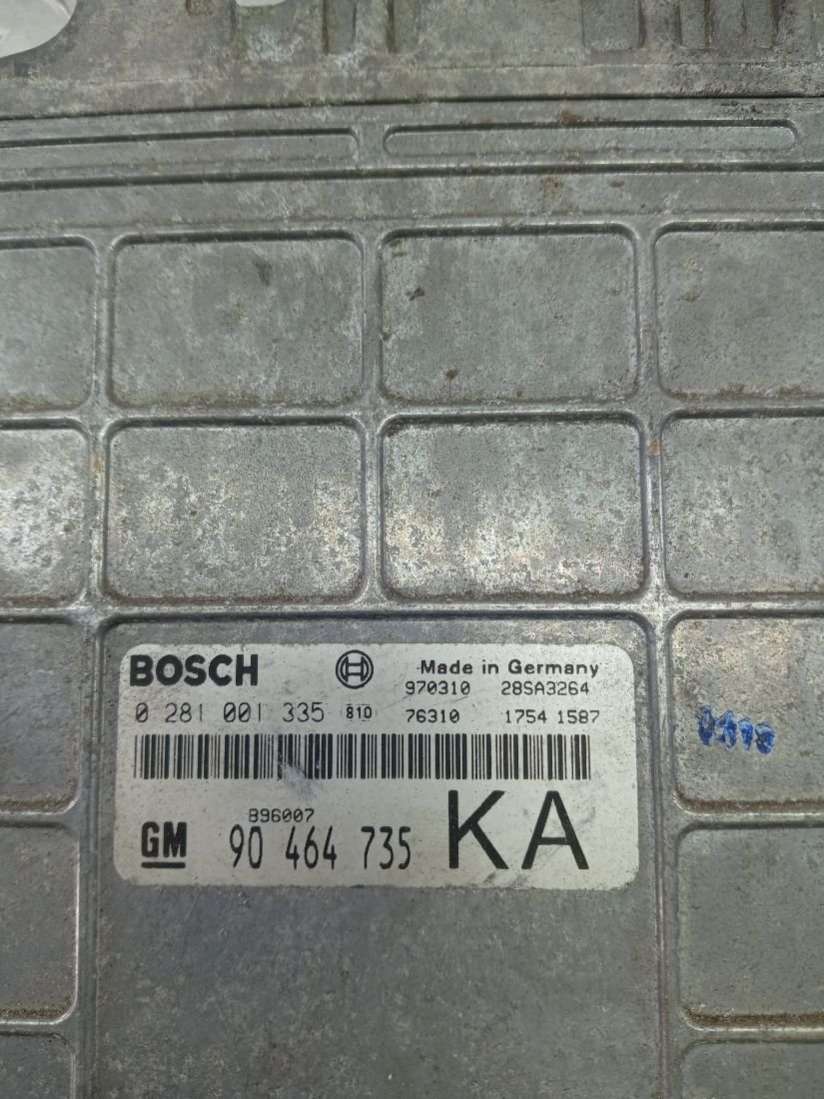 BOSCH Made in Germany
970310 28SA3264
0 281 001 335 810 76310 1754 1587
B96007
GM 90 464 735 KA